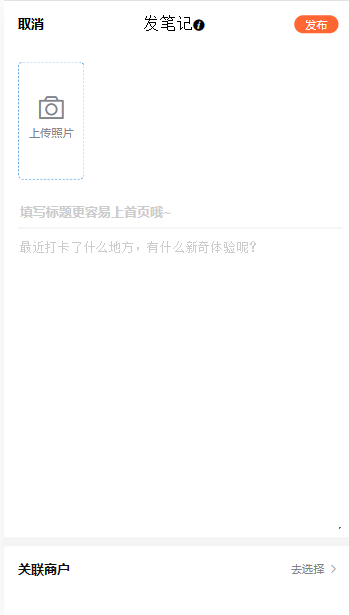 取消 发笔记 发布
上传照片
填写标题更容易上首页哦~
最近打卡了什么地方，有什么新奇体验呢?
关联商户 去选择